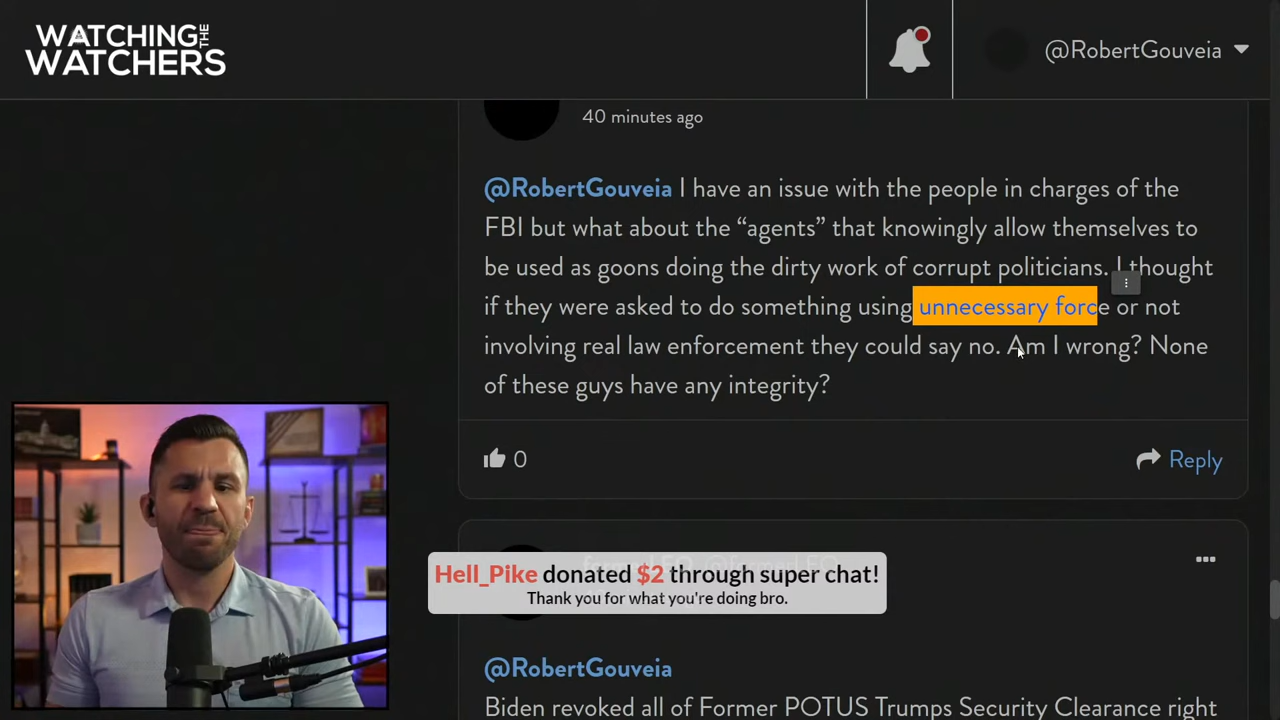 WATCHING THE
WATCHERS
@RobertGouveia
40 minutes ago
@RobertGouveia I have an issue with the people in charges of the
FBI but what about the “agents” that knowingly allow themselves to
be used as goons doing the dirty work of corrupt politicians. I thought
if they were asked to do something using unnecessary force or not
involving real law enforcement they could say no. Am I wrong? None
of these guys have any integrity?
0
Reply
Hell_Pike donated $2 through super chat!
Thank you for what you're doing bro.
@RobertGouveia
Biden revoked all of Former POTUS Trumps Security Clearance right